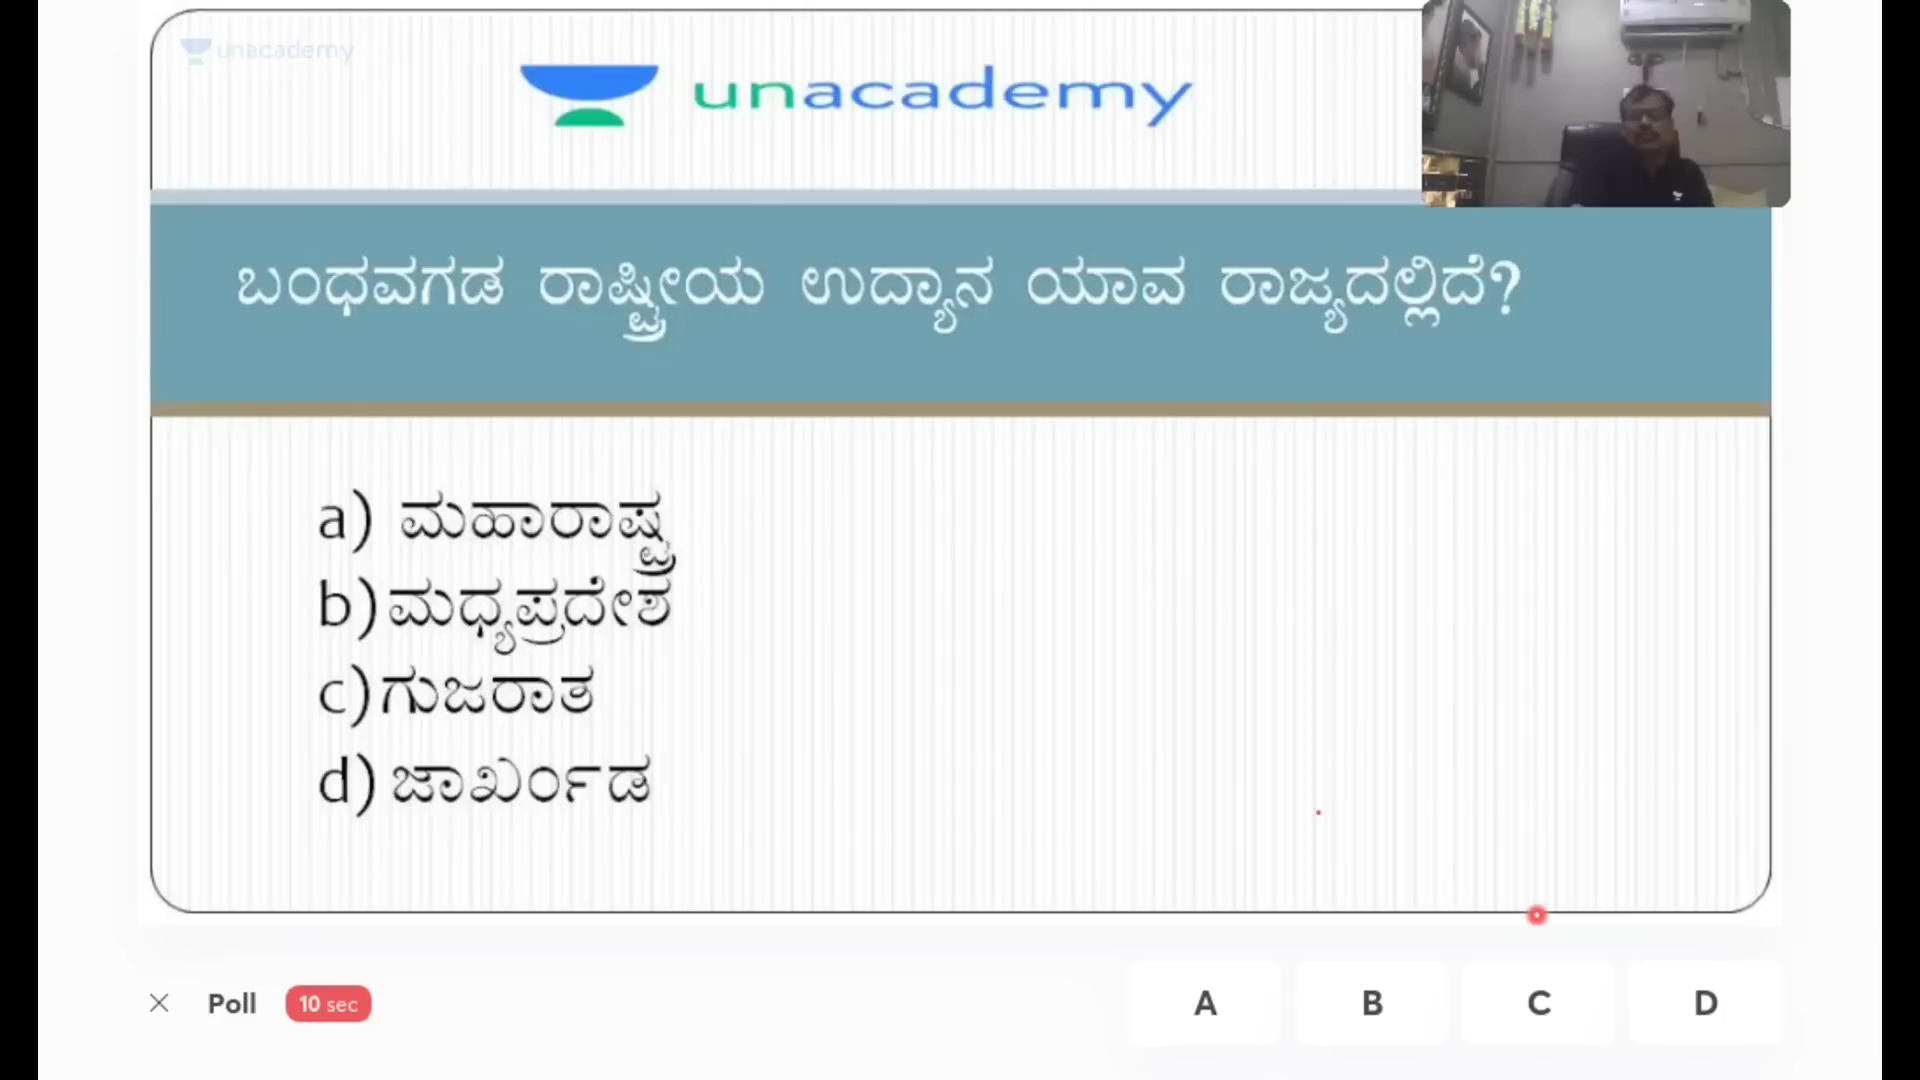 unacademy
unacademy
ಬಂಧವಗಡ ರಾಷ್ಟ್ರೀಯ ಉದ್ಯಾನ ಯಾವ ರಾಜ್ಯದಲ್ಲಿದೆ?
a) ಮಹಾರಾಷ್ಟ್ರ
b)ಮಧ್ಯಪ್ರದೇಶ
c)ಗುಜರಾತ
d)ಜಾರ್ಖಂಡ
Poll 10 sec A B C D